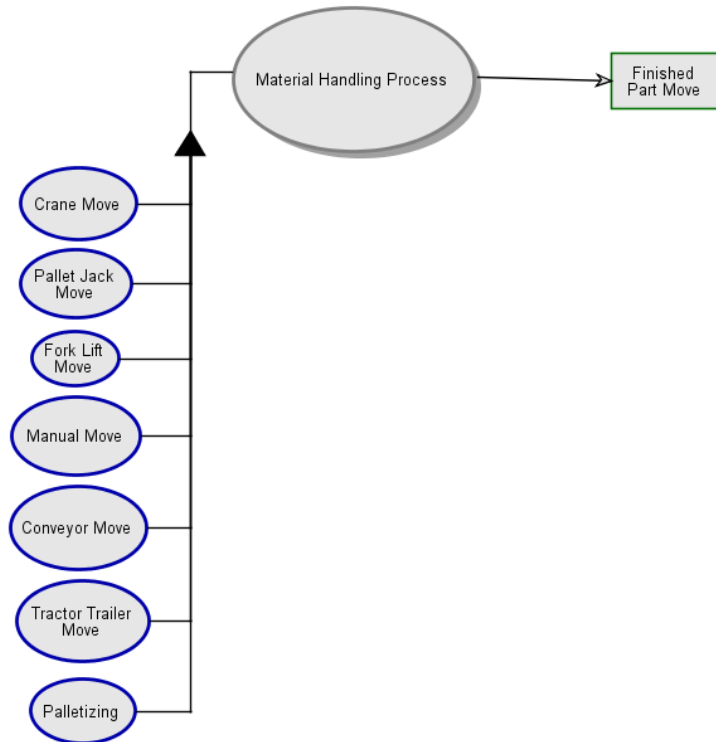 Material Handling Process
Finished
Part Move
Crane Move
Pallet Jack
Move
Fork Lift
Move
Manual Move
Conveyor Move
Tractor Trailer
Move
Palletizing